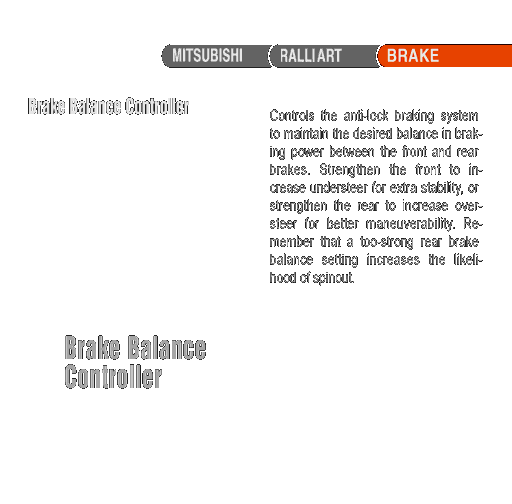 MITSUBISHI RALLIART BRAKE
Brake Balance Controller
Controls the anti-lock braking system
to maintain the desired balance in brak-
ing power between the front and rear
brakes. Strengthen the front to in-
crease understeer for extra stability, or
strengthen the rear to increase over-
steer for better maneuverability. Re-
member that a too-strong rear brake
balance setting increases the likeli-
hood of spinout.
Brake Balance
Controller